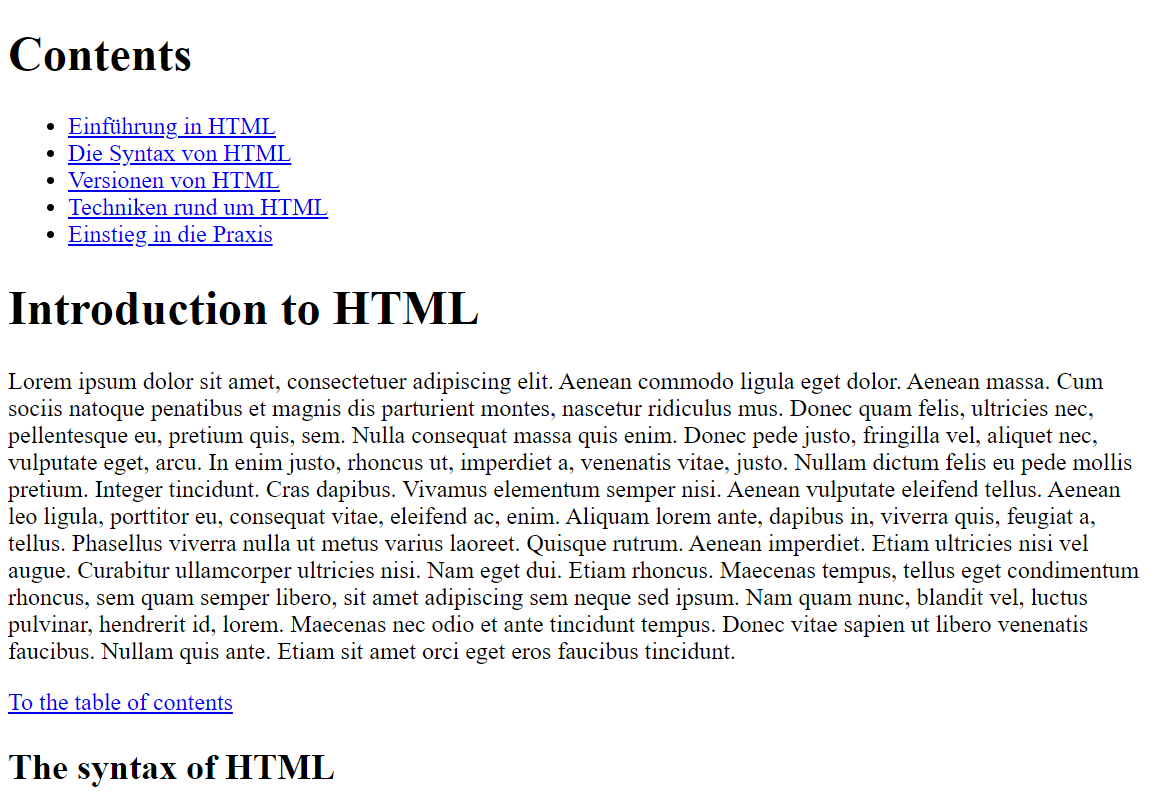 Contents
Einführung in HTML
Die Syntax von HTML
Versionen von HTML
Techniken rund um HTML
Einstieg in die Praxis
Introduction to HTML
Lorem ipsum dolor sit amet, consectetuer adipiscing elit. Aenean commodo ligula eget dolor. Aenean massa. Cum
sociis natoque penatibus et magnis dis parturient montes, nascetur ridiculus mus. Donec quam felis, ultricies nec,
pellentesque eu, pretium quis, sem. Nulla consequat massa quis enim. Donec pede justo, fringilla vel, aliquet nec,
vulputate eget, arcu. In enim justo, rhoncus ut, imperdiet a, venenatis vitae, justo. Nullam dictum felis eu pede mollis
pretium. Integer tincidunt. Cras dapibus. Vivamus elementum semper nisi. Aenean vulputate eleifend tellus. Aenean
leo ligula, porttitor eu, consequat vitae, eleifend ac, enim. Aliquam lorem ante, dapibus in, viverra quis, feugiat a,
tellus. Phasellus viverra nulla ut metus varius laoreet. Quisque rutrum. Aenean imperdiet. Etiam ultricies nisi vel
augue. Curabitur ullamcorper ultricies nisi. Nam eget dui. Etiam rhoncus. Maecenas tempus, tellus eget condimentum
rhoncus, sem quam semper libero, sit amet adipiscing sem neque sed ipsum. Nam quam nunc, blandit vel, luctus
pulvinar, hendrerit id, lorem. Maecenas nec odio et ante tincidunt tempus. Donec vitae sapien ut libero venenatis
faucibus. Nullam quis ante. Etiam sit amet orci eget eros faucibus tincidunt.
To the table of contents
The syntax of HTML